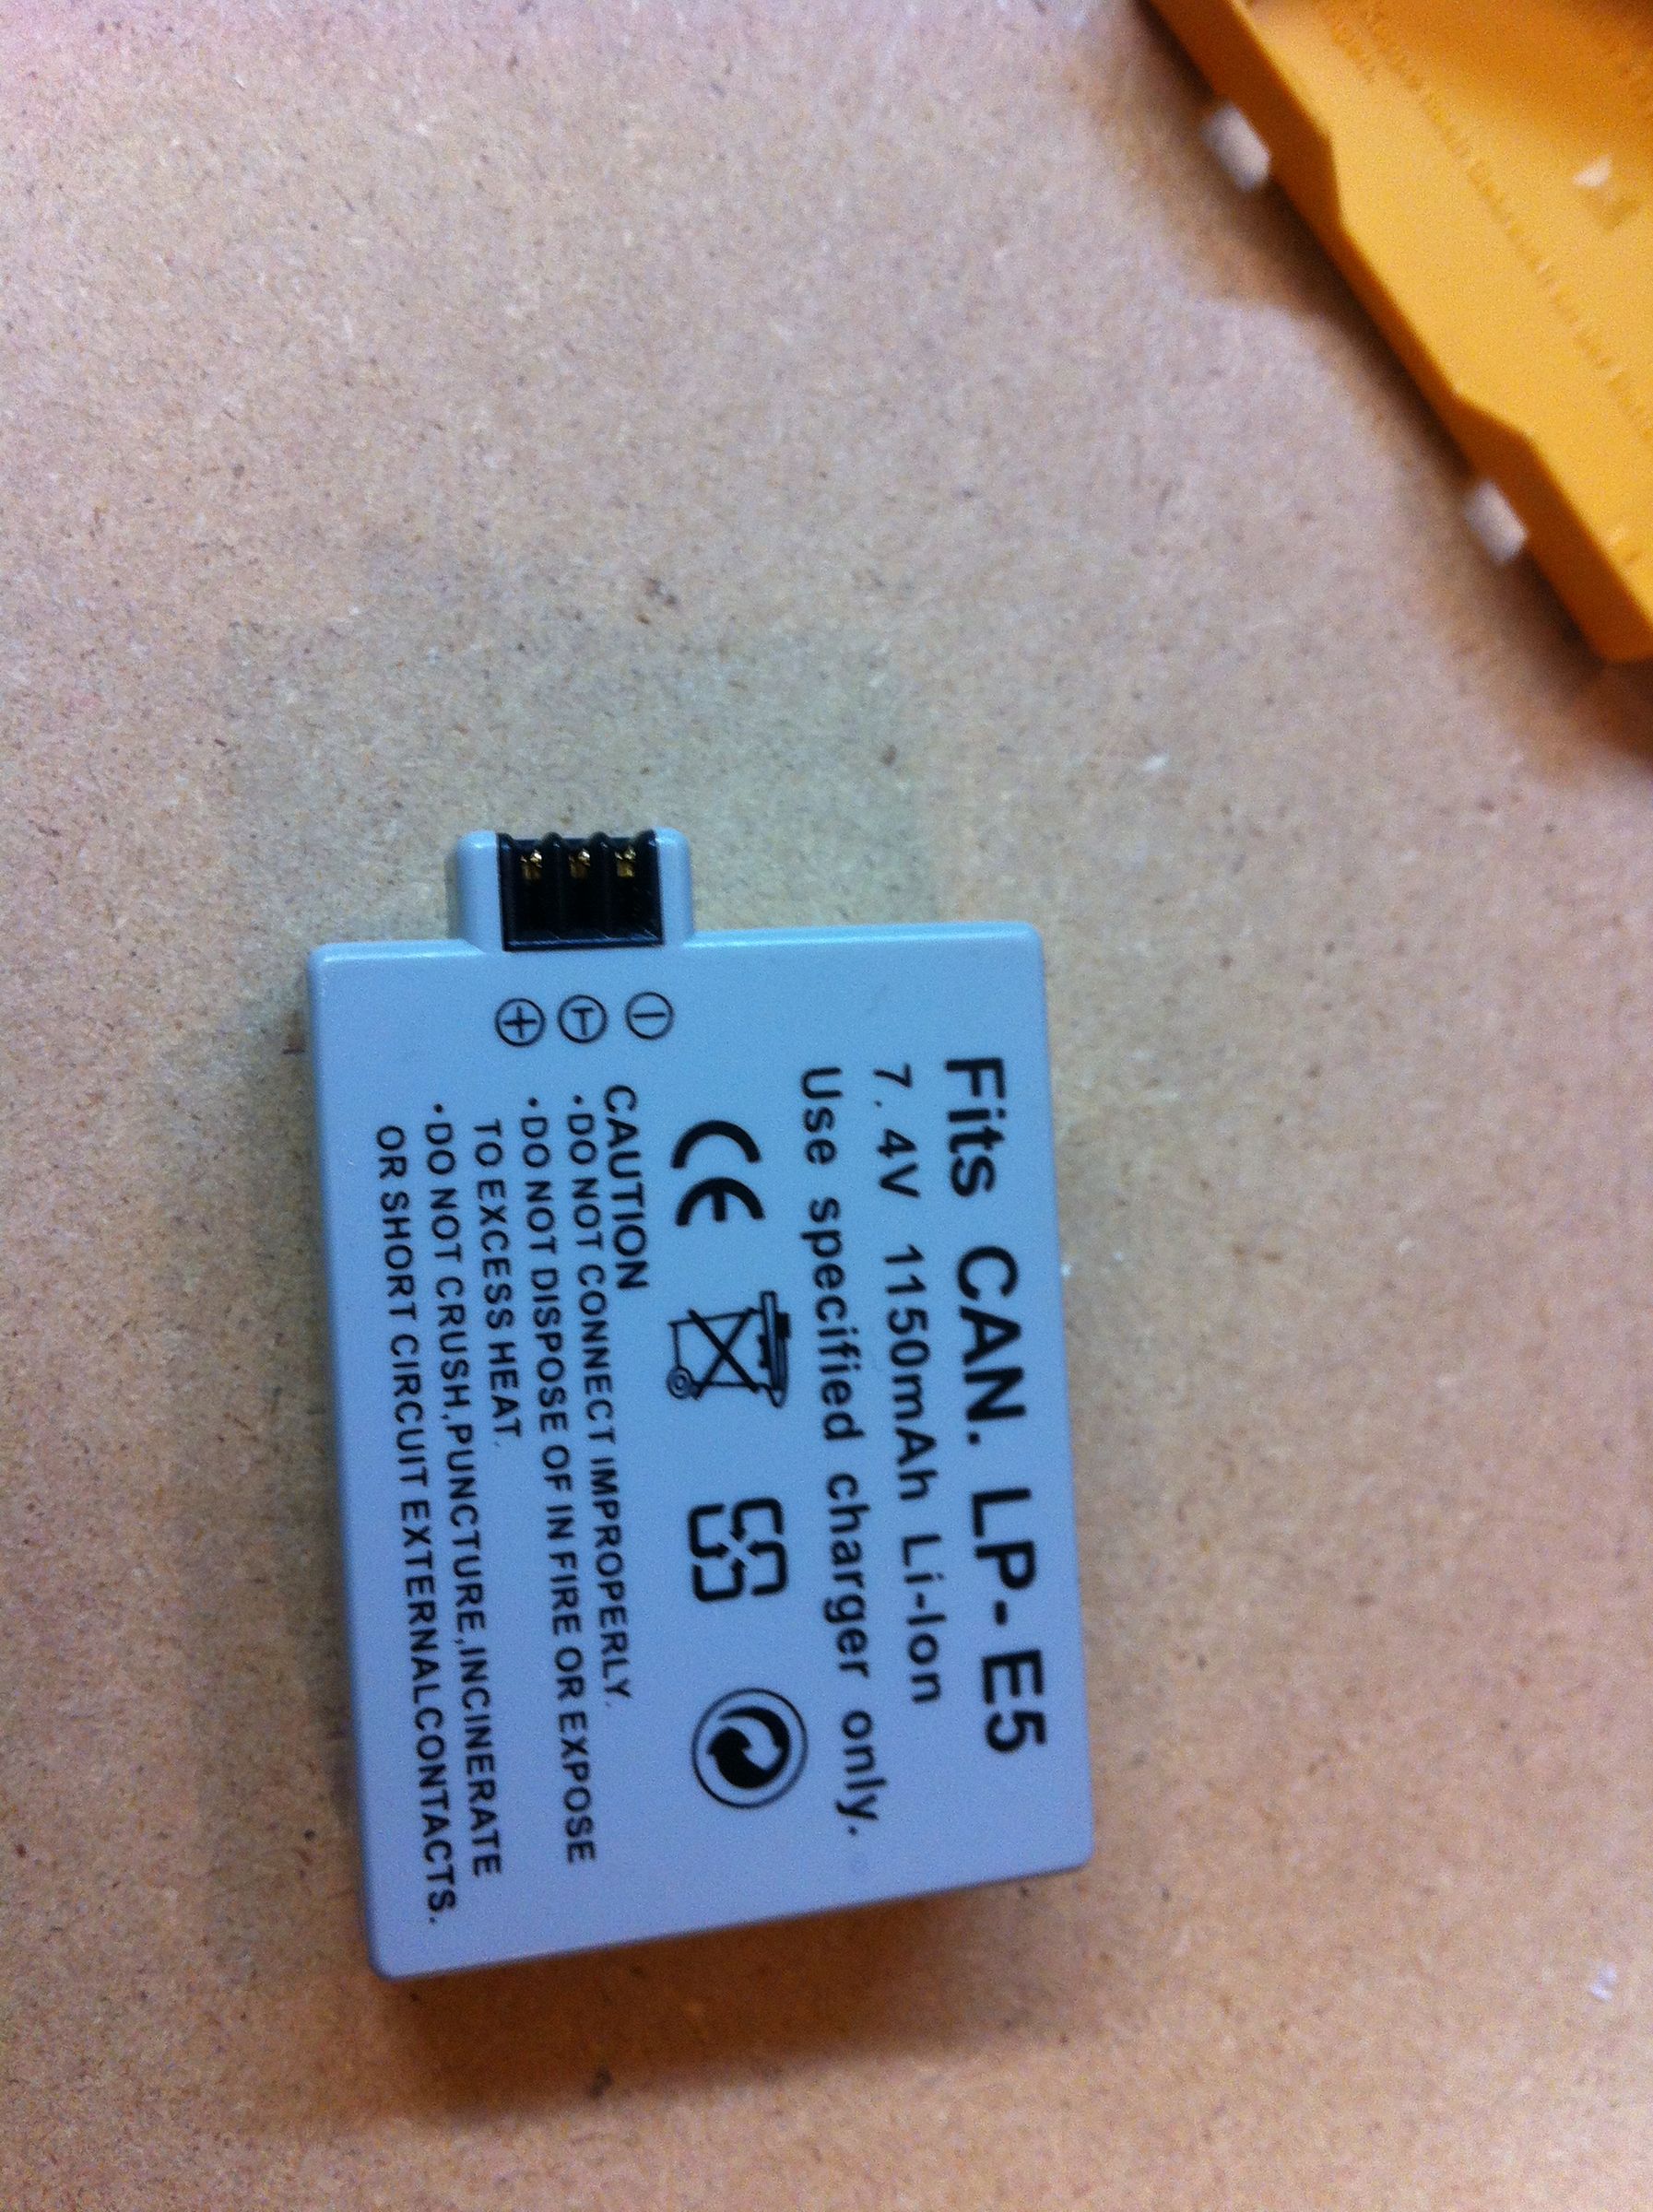 Fits CAN. LP-E5
7.4V 1150mAh Li-Ion
Use specified charger only.
CE
- T +
CAUTION
•DO NOT CONNECT IMPROPERLY.
•DO NOT DISPOSE OF IN FIRE OR EXPOSE
TO EXCESS HEAT.
•DO NOT CRUSH,PUNCTURE,INCINERATE
OR SHORT CIRCUIT EXTERNALCONTACTS.